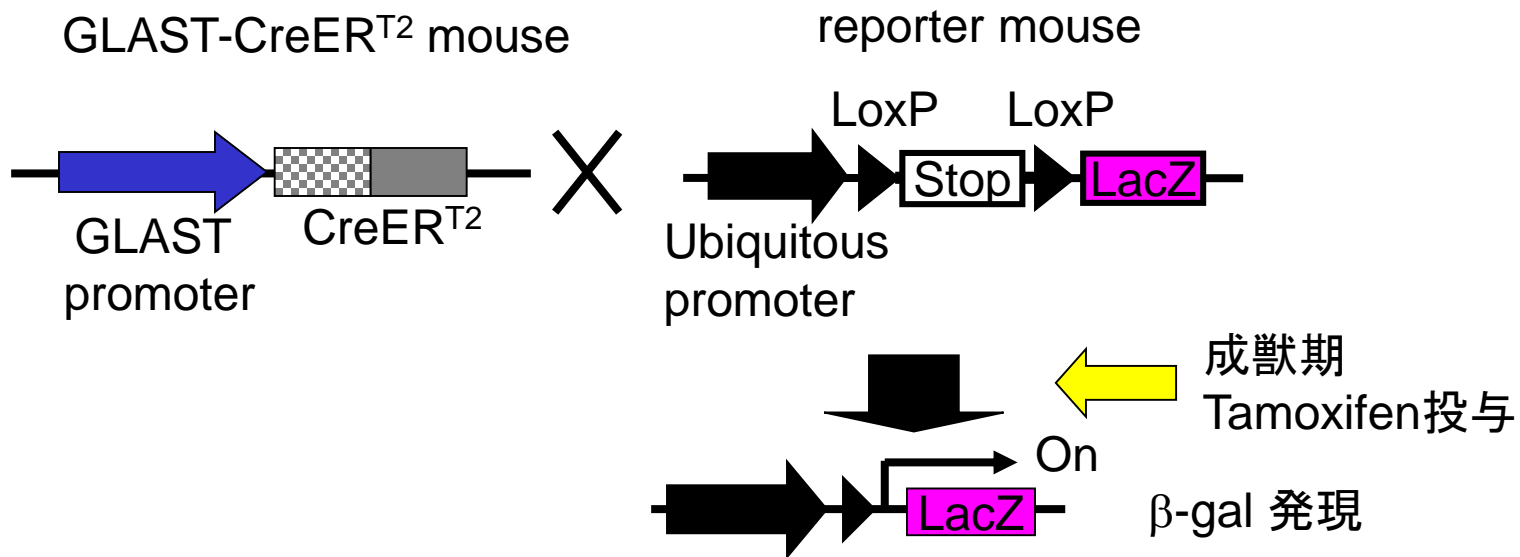 GLAST-CreERT2 mouse
reporter mouse
LoxP
LoxP
Stop
LacZ
GLAST
promoter
CreERT2
Ubiquitous
promoter
成獣期
Tamoxifen投与
On
LacZ
β-gal 発現